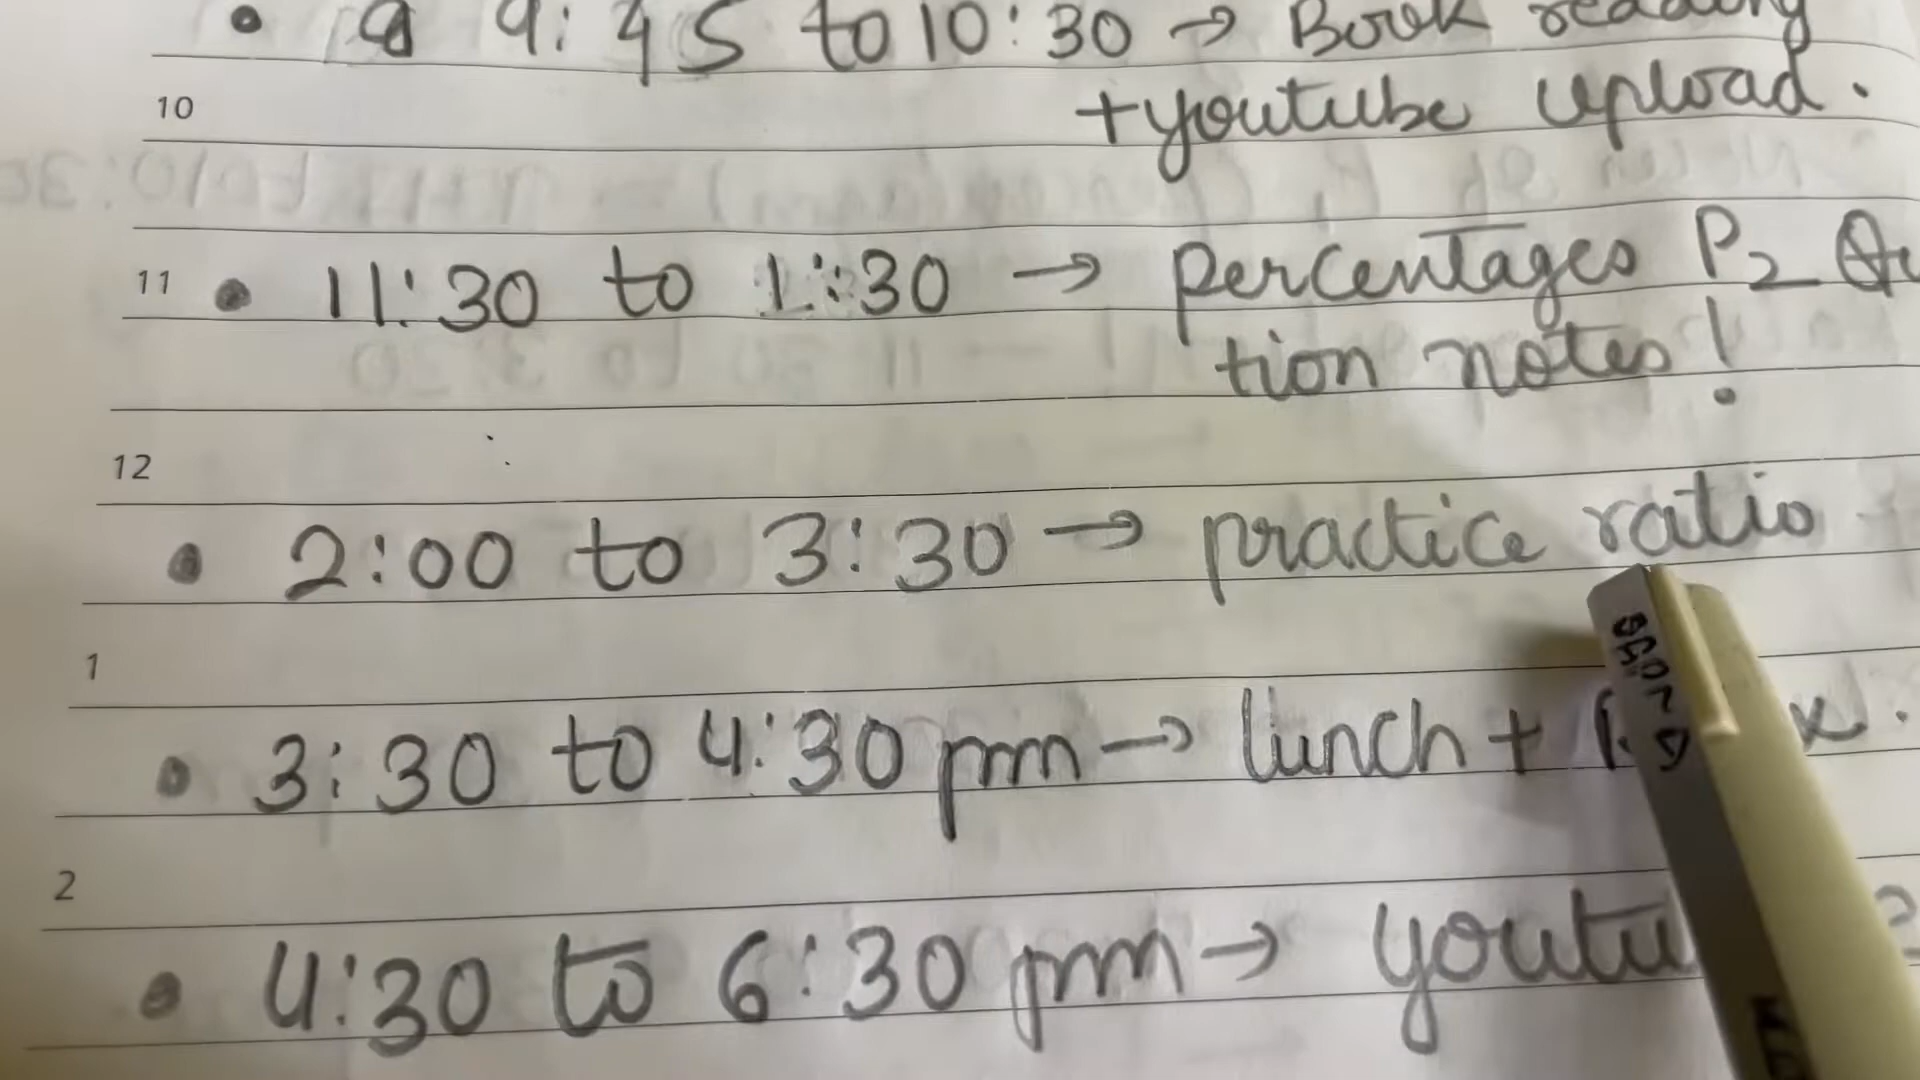 • 9:45 to 10:30 → Book reading
10
+youtube upload.
11 • 11:30 to 1:30 → Percentages P2
tion notes!
12
• 2:00 to 3:30 → practice ratio
1
• 3:30 to 4:30 pm → lunch +
2
• 4:30 to 6:30 pm →